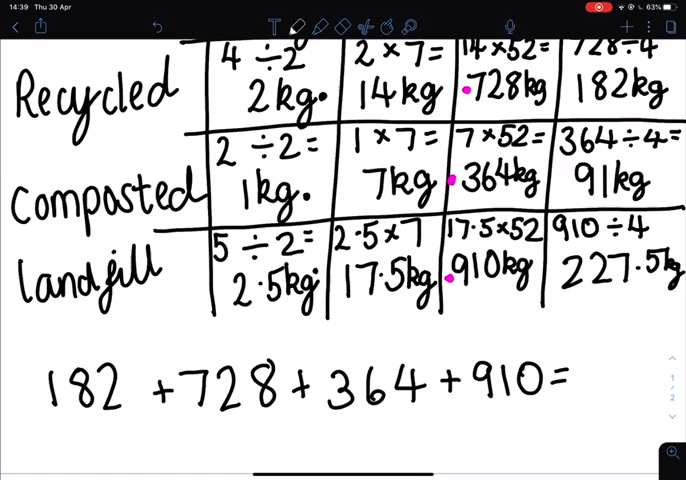 14:39 Thu 30 Apr
63%
T
4 ÷ 2 2 × 7 = 14 × 52 = 728 ÷ 4
Recycled 2kg. 14kg 728kg 182kg
2 ÷ 2 = 1 × 7 = 7 × 52 = 364 ÷ 4 =
composted 1kg. 7kg 364kg 91kg
5 ÷ 2 = 2.5 × 7 17.5 × 52 910 ÷ 4
landfill 2.5kg 17.5kg 910kg 227.5kg
182 + 728 + 364 + 910 =
1
/
2